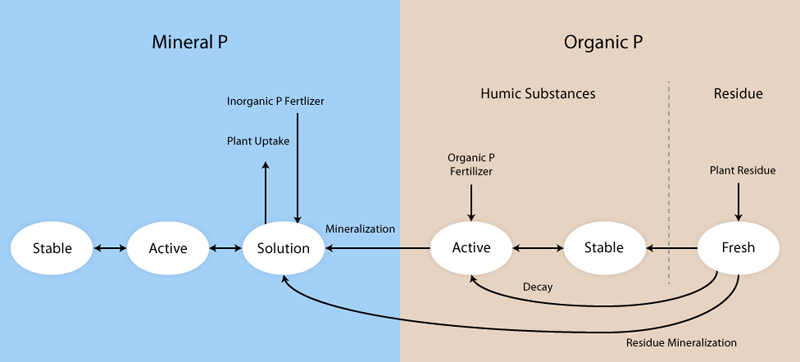 Mineral P
Organic P
Humic Substances
Residue
Inorganic P Fertlizer
Plant Uptake
Organic P
Fertilizer
Plant Residue
Mineralization
Stable
Active
Solution
Active
Stable
Fresh
Decay
Residue Mineralization